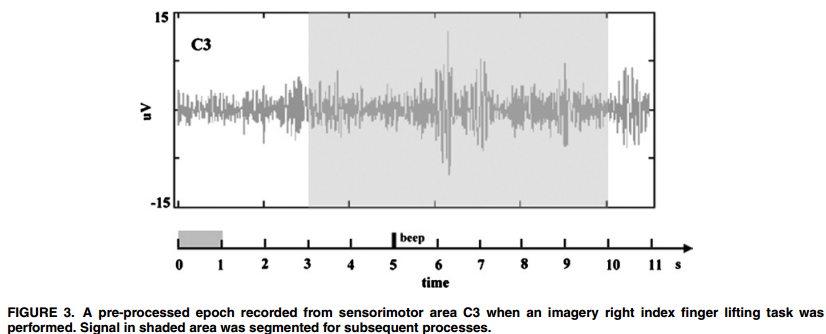 15
C3
uV
-15
beep
0 1 2 3 4 5 6 7 8 9 10 11 s
time
FIGURE 3. A pre-processed epoch recorded from sensorimotor area C3 when an imagery right index finger lifting task was
performed. Signal in shaded area was segmented for subsequent processes.